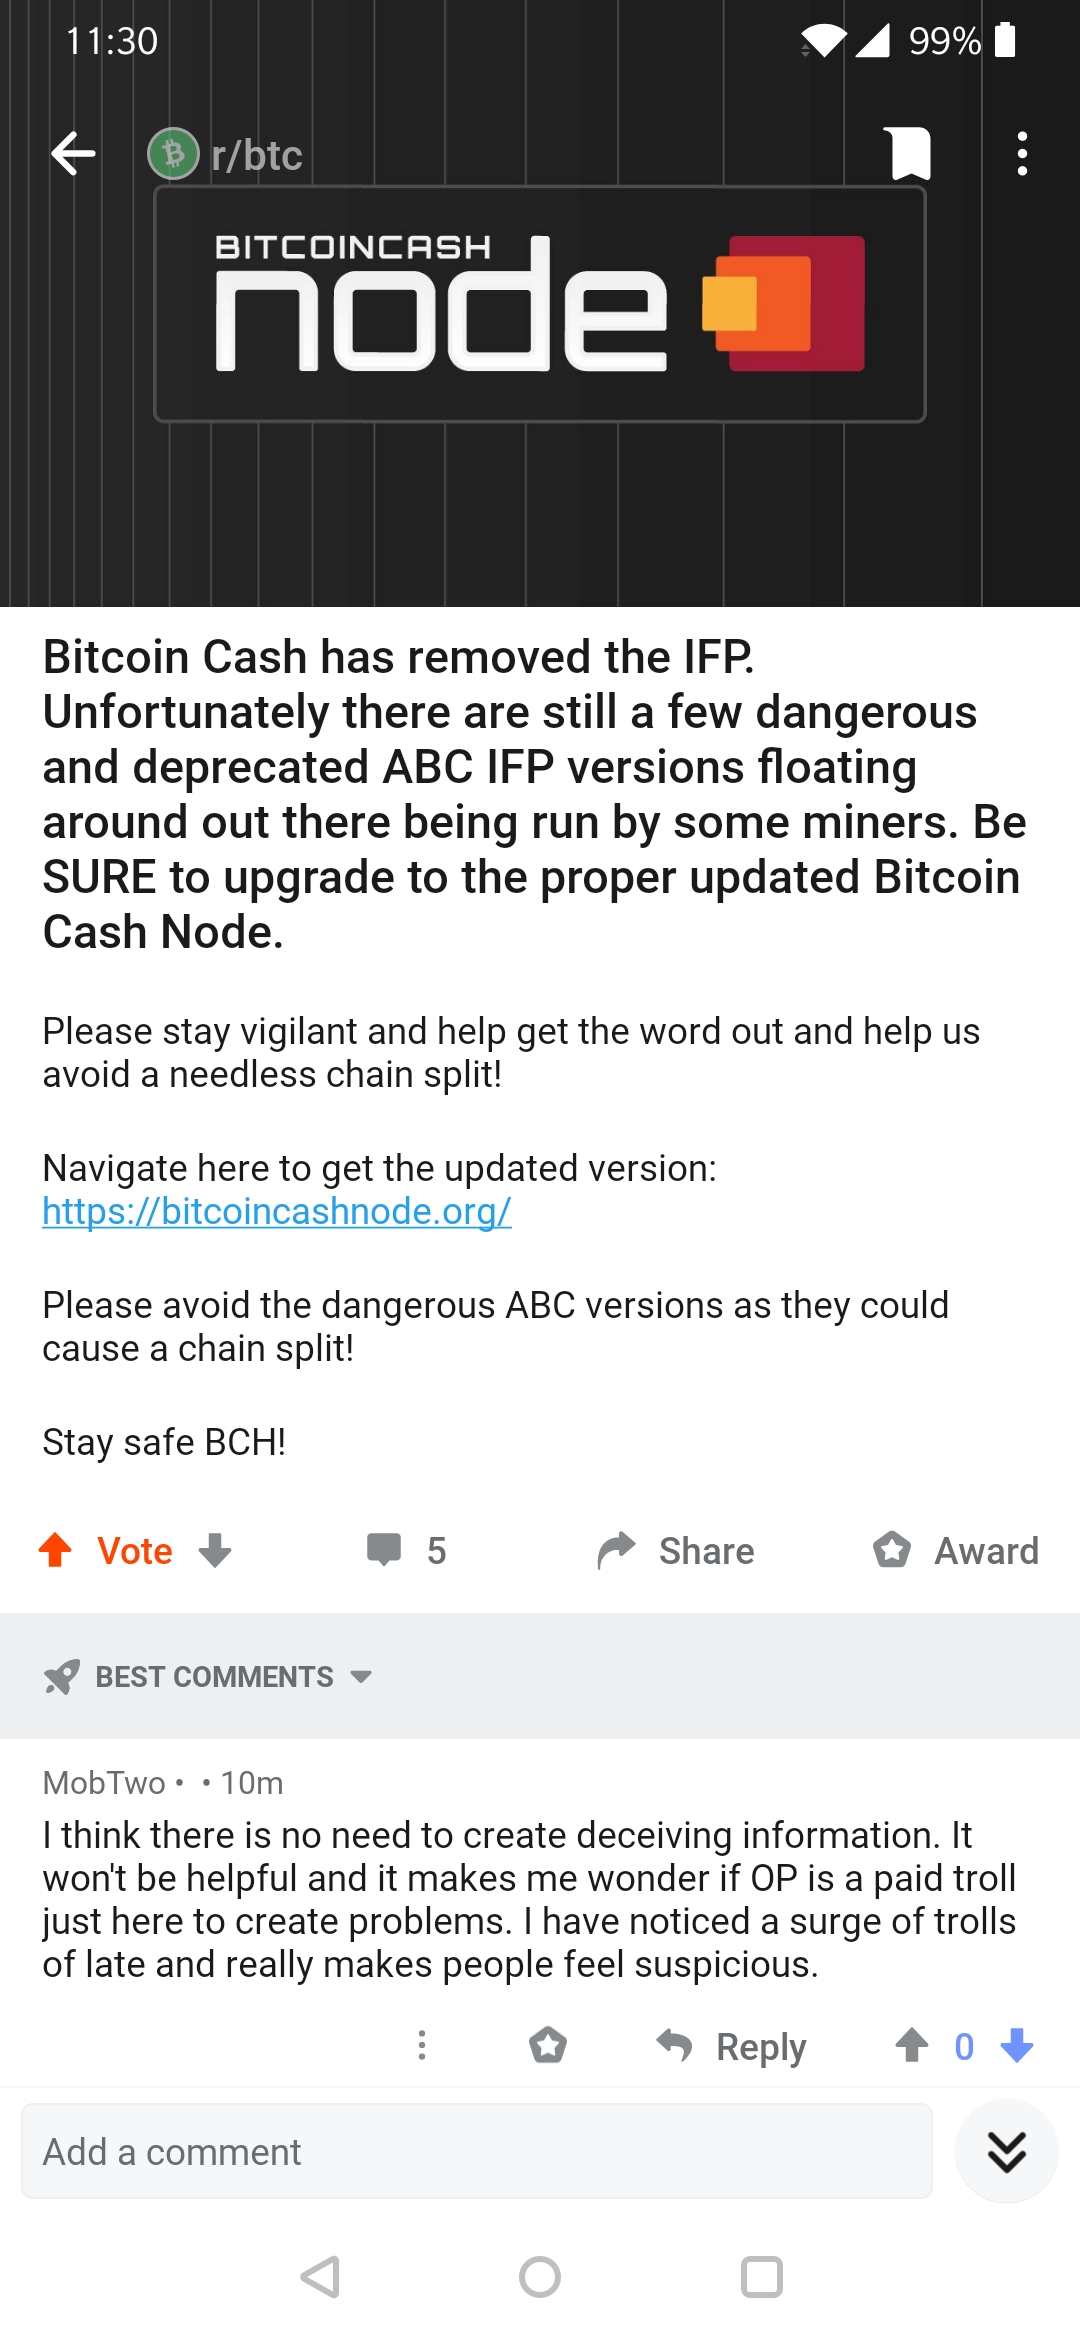 11:30 99%
r/btc
BITCOINCASH
node
Bitcoin Cash has removed the IFP.
Unfortunately there are still a few dangerous
and deprecated ABC IFP versions floating
around out there being run by some miners. Be
SURE to upgrade to the proper updated Bitcoin
Cash Node.
Please stay vigilant and help get the word out and help us
avoid a needless chain split!
Navigate here to get the updated version:
https://bitcoincashnode.org/
Please avoid the dangerous ABC versions as they could
cause a chain split!
Stay safe BCH!
Vote 5 Share Award
BEST COMMENTS
MobTwo • • 10m
I think there is no need to create deceiving information. It
won't be helpful and it makes me wonder if OP is a paid troll
just here to create problems. I have noticed a surge of trolls
of late and really makes people feel suspicious.
Reply 0
Add a comment